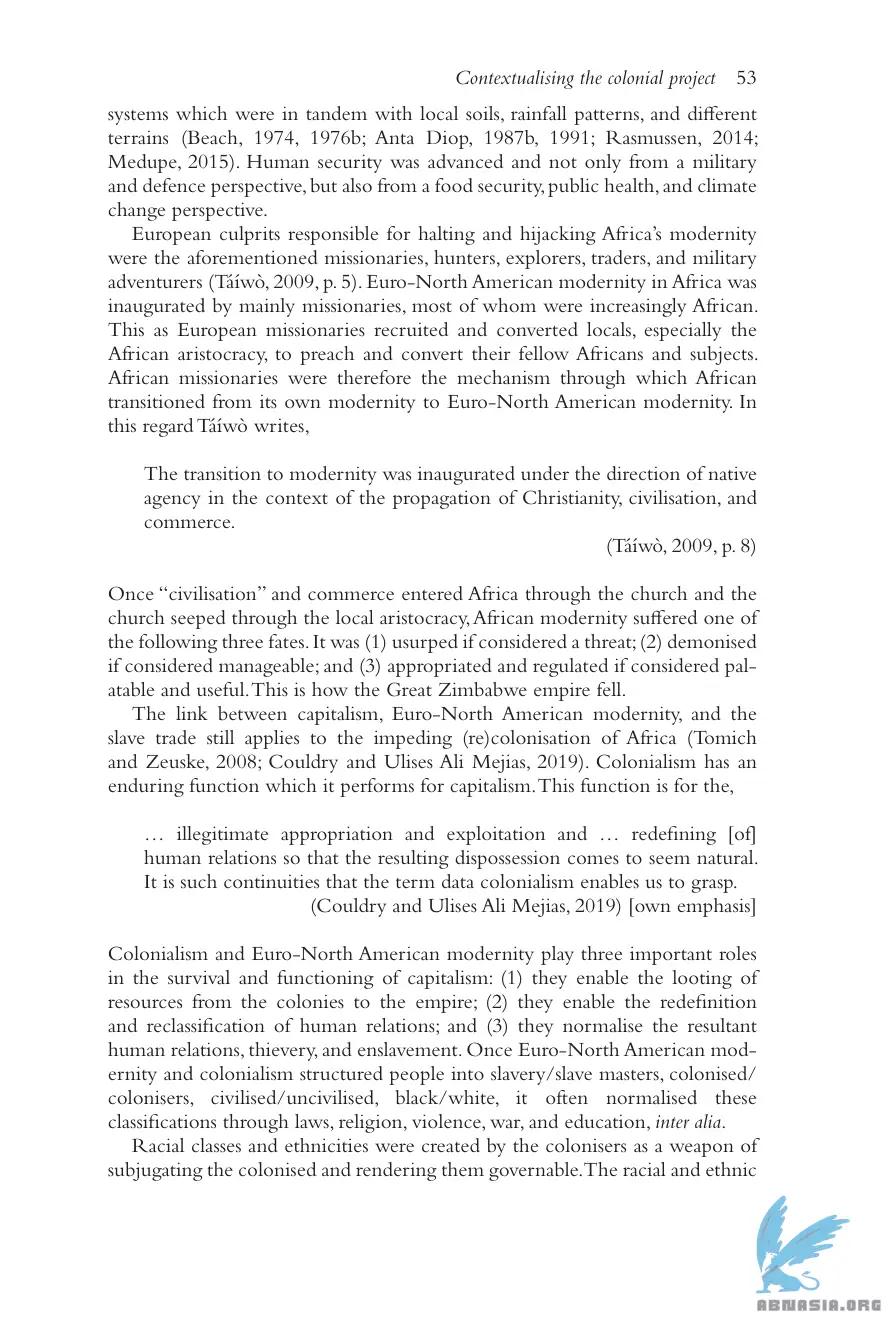 Contextualising the colonial project 53
systems which were in tandem with local soils, rainfall patterns, and different
terrains (Beach, 1974, 1976b; Anta Diop, 1987b, 1991; Rasmussen, 2014;
Medupe, 2015). Human security was advanced and not only from a military
and defence perspective, but also from a food security, public health, and climate
change perspective.
European culprits responsible for halting and hijacking Africa’s modernity
were the aforementioned missionaries, hunters, explorers, traders, and military
adventurers (Táíwò, 2009, p. 5). Euro-North American modernity in Africa was
inaugurated by mainly missionaries, most of whom were increasingly African.
This as European missionaries recruited and converted locals, especially the
African aristocracy, to preach and convert their fellow Africans and subjects.
African missionaries were therefore the mechanism through which African
transitioned from its own modernity to Euro-North American modernity. In
this regard Táíwò writes,
The transition to modernity was inaugurated under the direction of native
agency in the context of the propagation of Christianity, civilisation, and
commerce.
(Táíwò, 2009, p. 8)
Once “civilisation” and commerce entered Africa through the church and the
church seeped through the local aristocracy, African modernity suffered one of
the following three fates. It was (1) usurped if considered a threat; (2) demonised
if considered manageable; and (3) appropriated and regulated if considered pal-
atable and useful. This is how the Great Zimbabwe empire fell.
The link between capitalism, Euro-North American modernity, and the
slave trade still applies to the impeding (re)colonisation of Africa (Tomich
and Zeuske, 2008; Couldry and Ulises Ali Mejias, 2019). Colonialism has an
enduring function which it performs for capitalism. This function is for the,
… illegitimate appropriation and exploitation and … redefining [of]
human relations so that the resulting dispossession comes to seem natural.
It is such continuities that the term data colonialism enables us to grasp.
(Couldry and Ulises Ali Mejias, 2019) [own emphasis]
Colonialism and Euro-North American modernity play three important roles
in the survival and functioning of capitalism: (1) they enable the looting of
resources from the colonies to the empire; (2) they enable the redefinition
and reclassification of human relations; and (3) they normalise the resultant
human relations, thievery, and enslavement. Once Euro-North American mod-
ernity and colonialism structured people into slavery/slave masters, colonised/
colonisers, civilised/uncivilised, black/white, it often normalised these
classifications through laws, religion, violence, war, and education, inter alia.
Racial classes and ethnicities were created by the colonisers as a weapon of
subjugating the colonised and rendering them governable. The racial and ethnic
ABNASIA.ORG